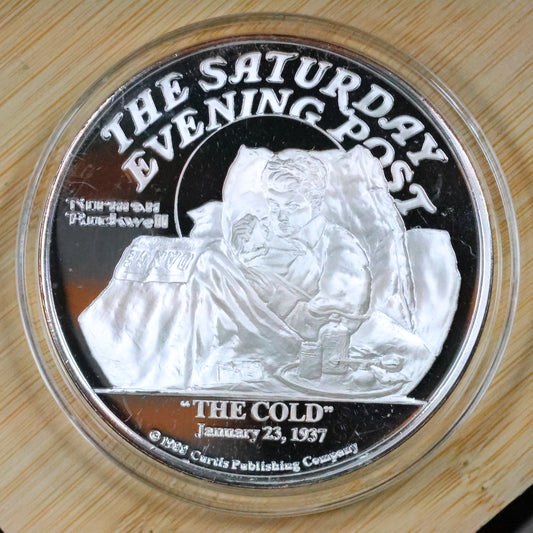 THE SATURDAY
EVENING POST
Norman
Rockwell
"THE COLD"
January 23, 1937
Curtis Publishing Company